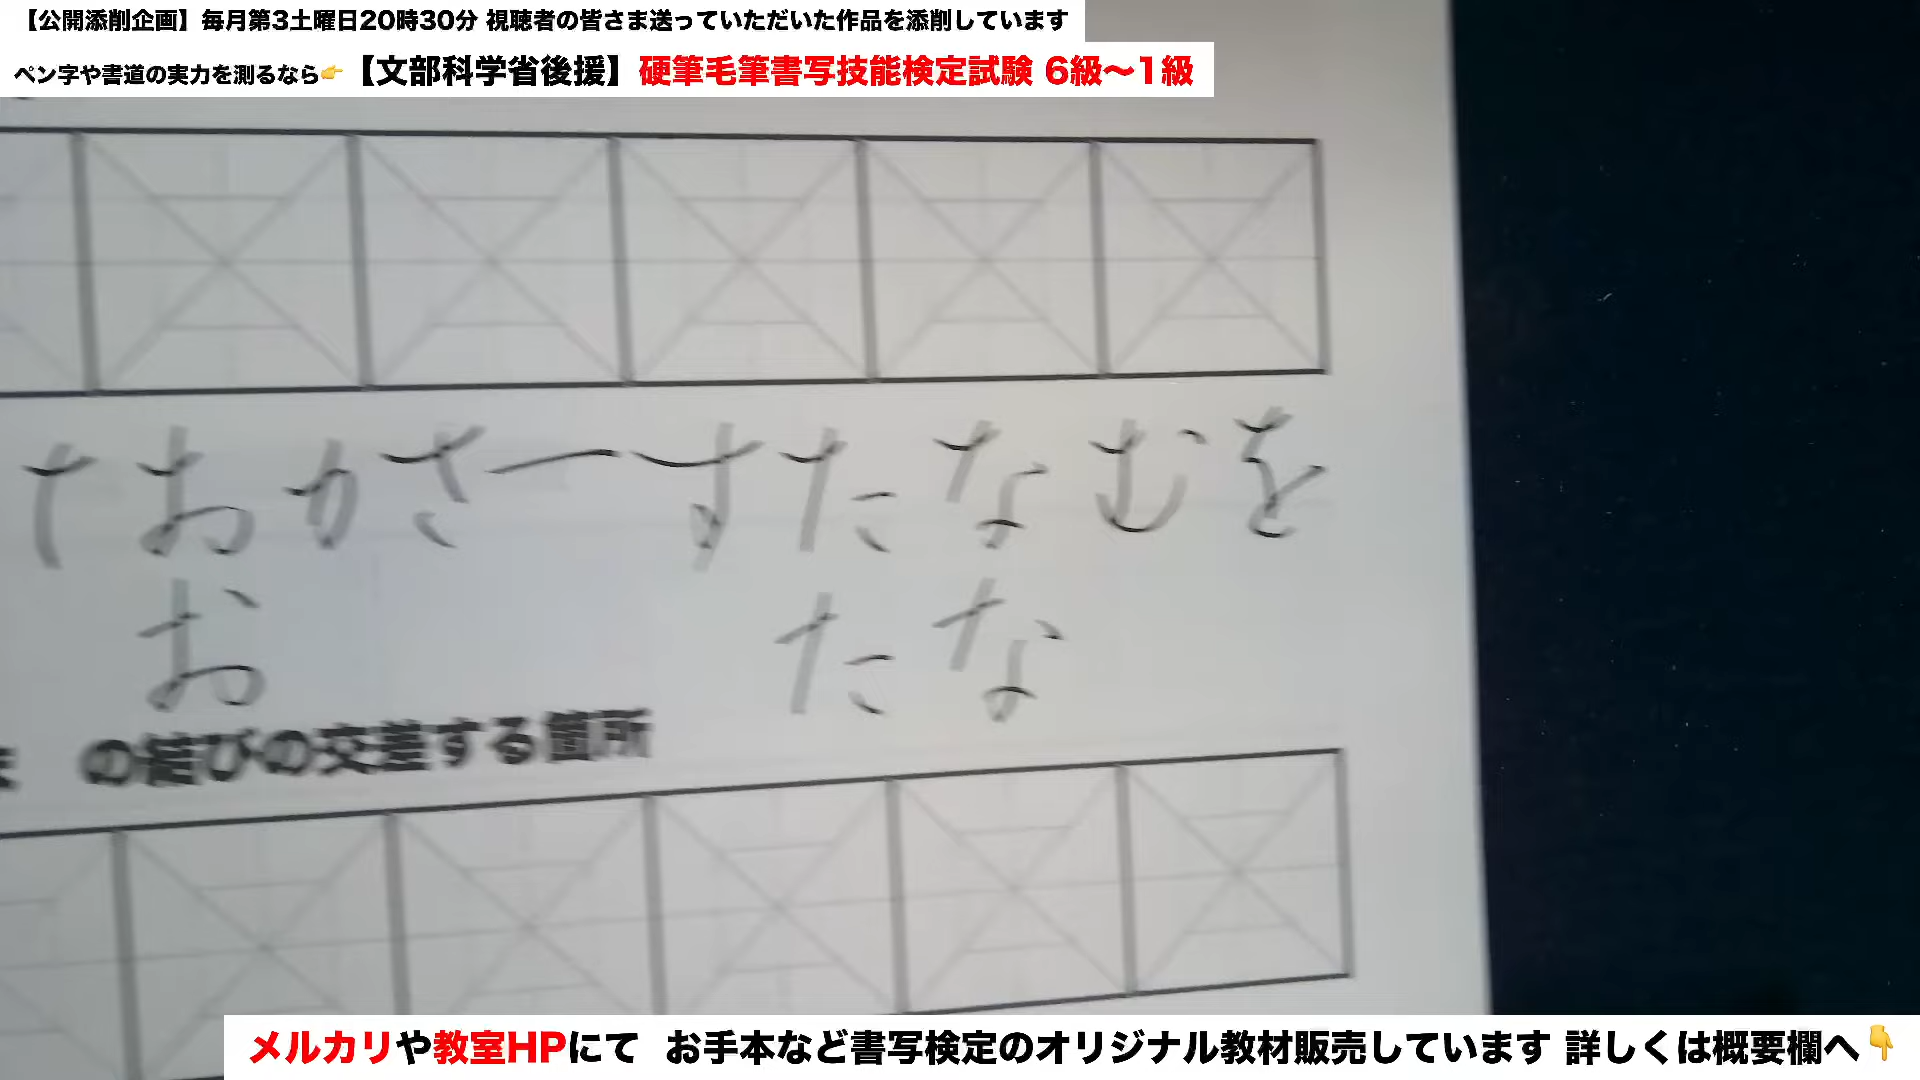 【公開添削企画】毎月第3土曜日20時30分 視聴者の皆さま送っていただいた作品を添削しています
ペン字や書道の実力を測るなら👉【文部科学省後援】硬筆毛筆書写技能検定試験 6級〜1級
おかさーすたなむを
お たな
の結びの交差する箇所
メルカリや教室HPにて お手本など書写検定のオリジナル教材販売しています 詳しくは概要欄へ👇